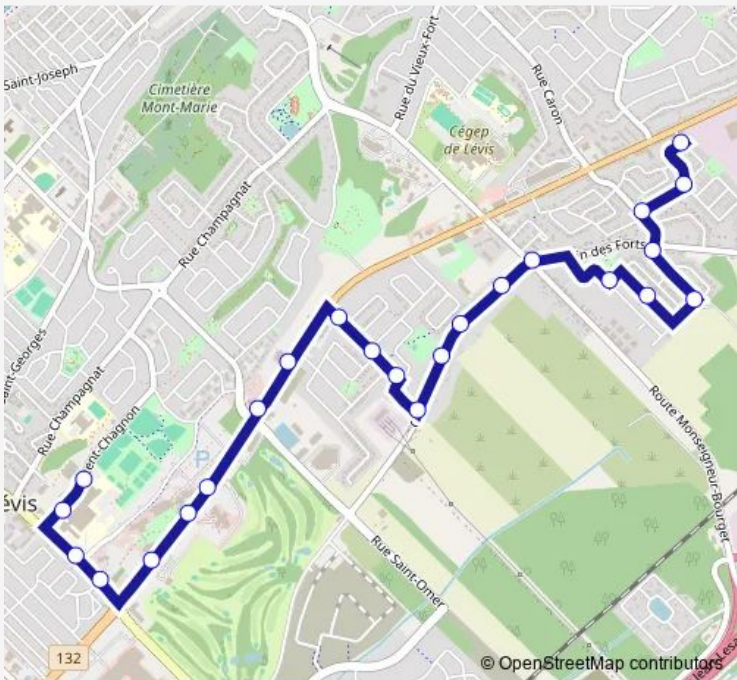 Saint-Joseph
Cimetière
Mont-Marie
Rue du Vieux-Fort
Rue Caron
Cégep
de Lévis
Rue Champagnat
n des Forts
Saint-Georges
Rue Champagnat
ent-Chagnon
P
évis
Route Monseigneur-Bourget
Rue Saint-Omer
132
© OpenStreetMap contributors